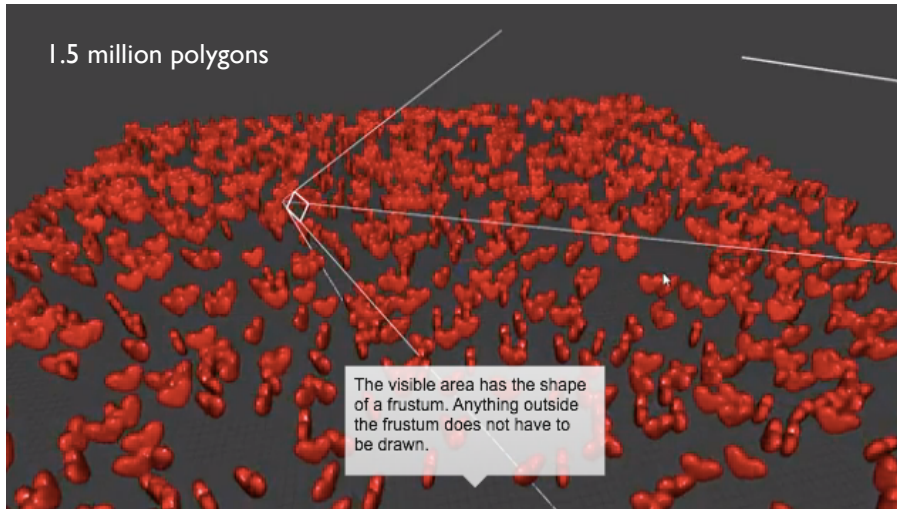 1.5 million polygons
The visible area has the shape
of a frustum. Anything outside
the frustum does not have to
be drawn.